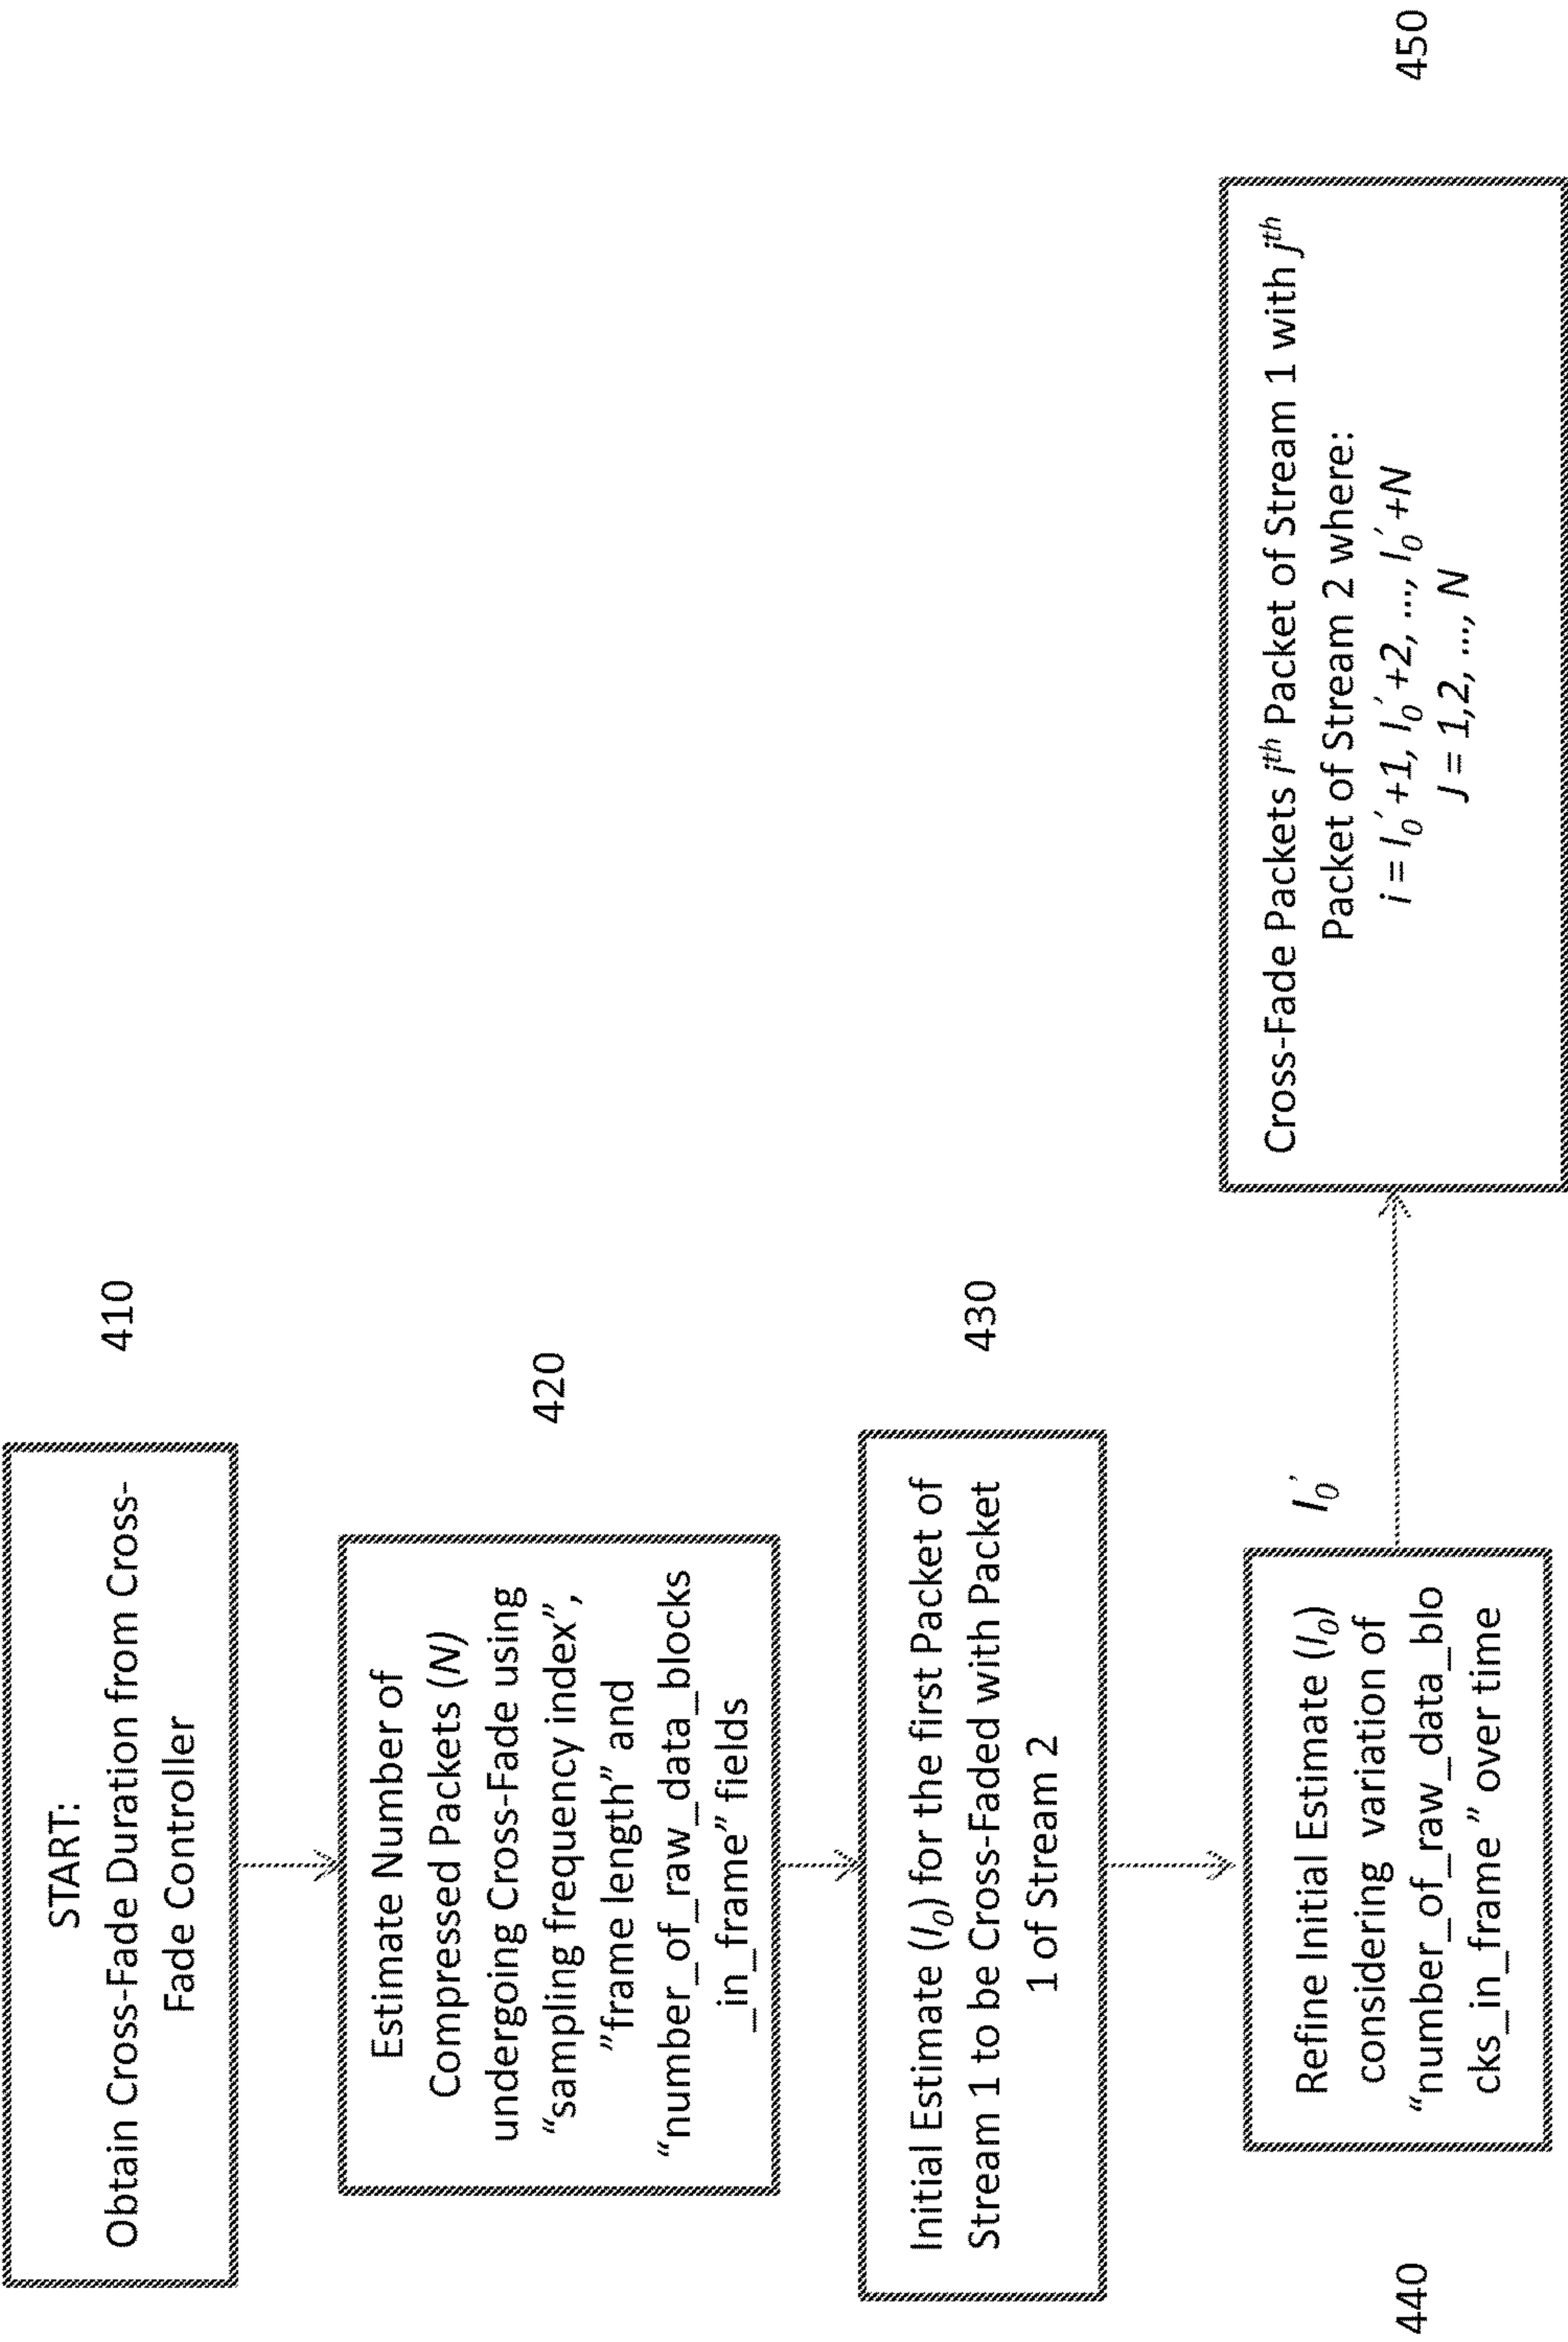 START:
Obtain Cross-Fade Duration from Cross-
Fade Controller
410
Estimate Number of
Compressed Packets (N)
undergoing Cross-Fade using
“sampling frequency index”,
”frame length” and
“number_of_raw_data_blocks
_in_frame” fields
420
Initial Estimate (I₀) for the first Packet of
Stream 1 to be Cross-Faded with Packet
1 of Stream 2
430
Refine Initial Estimate (I₀)
considering variation of
“number_of_raw_data_blo
cks_in_frame ” over time
440
I₀′
Cross-Fade Packets iᵗʰ Packet of Stream 1 with jᵗʰ
Packet of Stream 2 where:
i = I₀′+1, I₀′+2, ..., I₀′+N
J = 1,2, ..., N
450